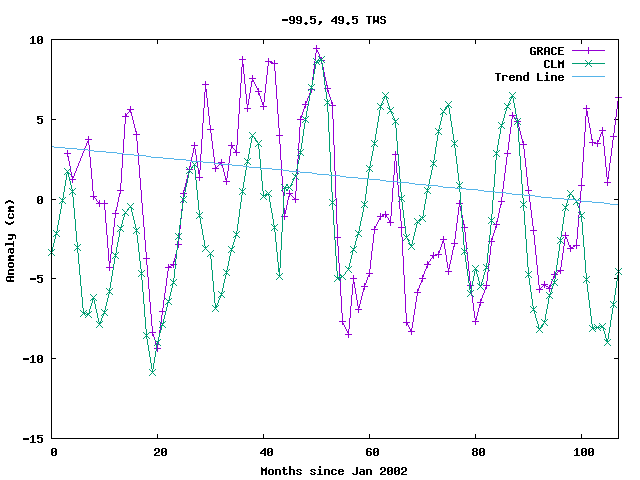 -99.5, 49.5 TWS
GRACE
CLM
Trend Line
10
5
0
-5
-10
-15
Anomaly (cm)
0 20 40 60 80 100
Months since Jan 2002